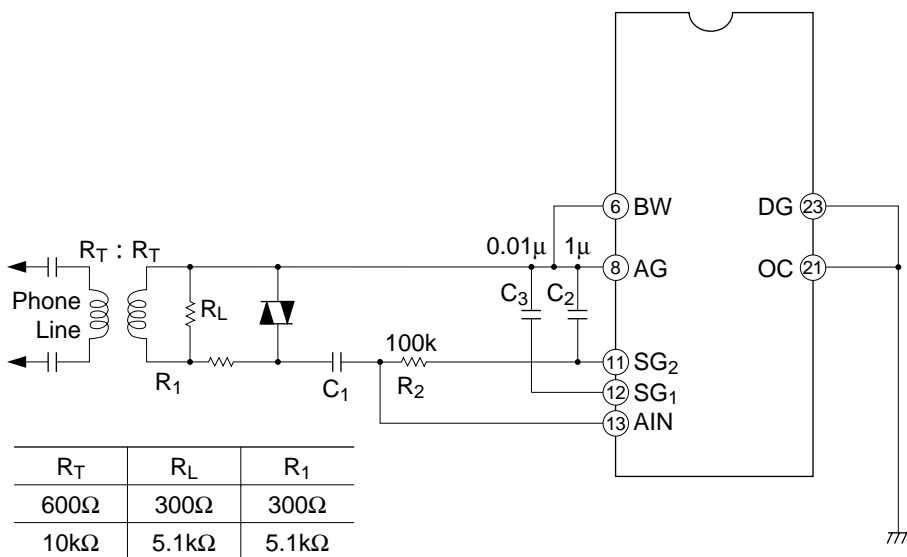 6 BW
DG 23
R_T : R_T
0.01μ 1μ
8 AG
OC 21
Phone
Line
R_L
C_3
C_2
100k
11 SG_2
R_1
C_1
R_2
12 SG_1
13 AIN
R_T R_L R_1
600Ω 300Ω 300Ω
10kΩ 5.1kΩ 5.1kΩ